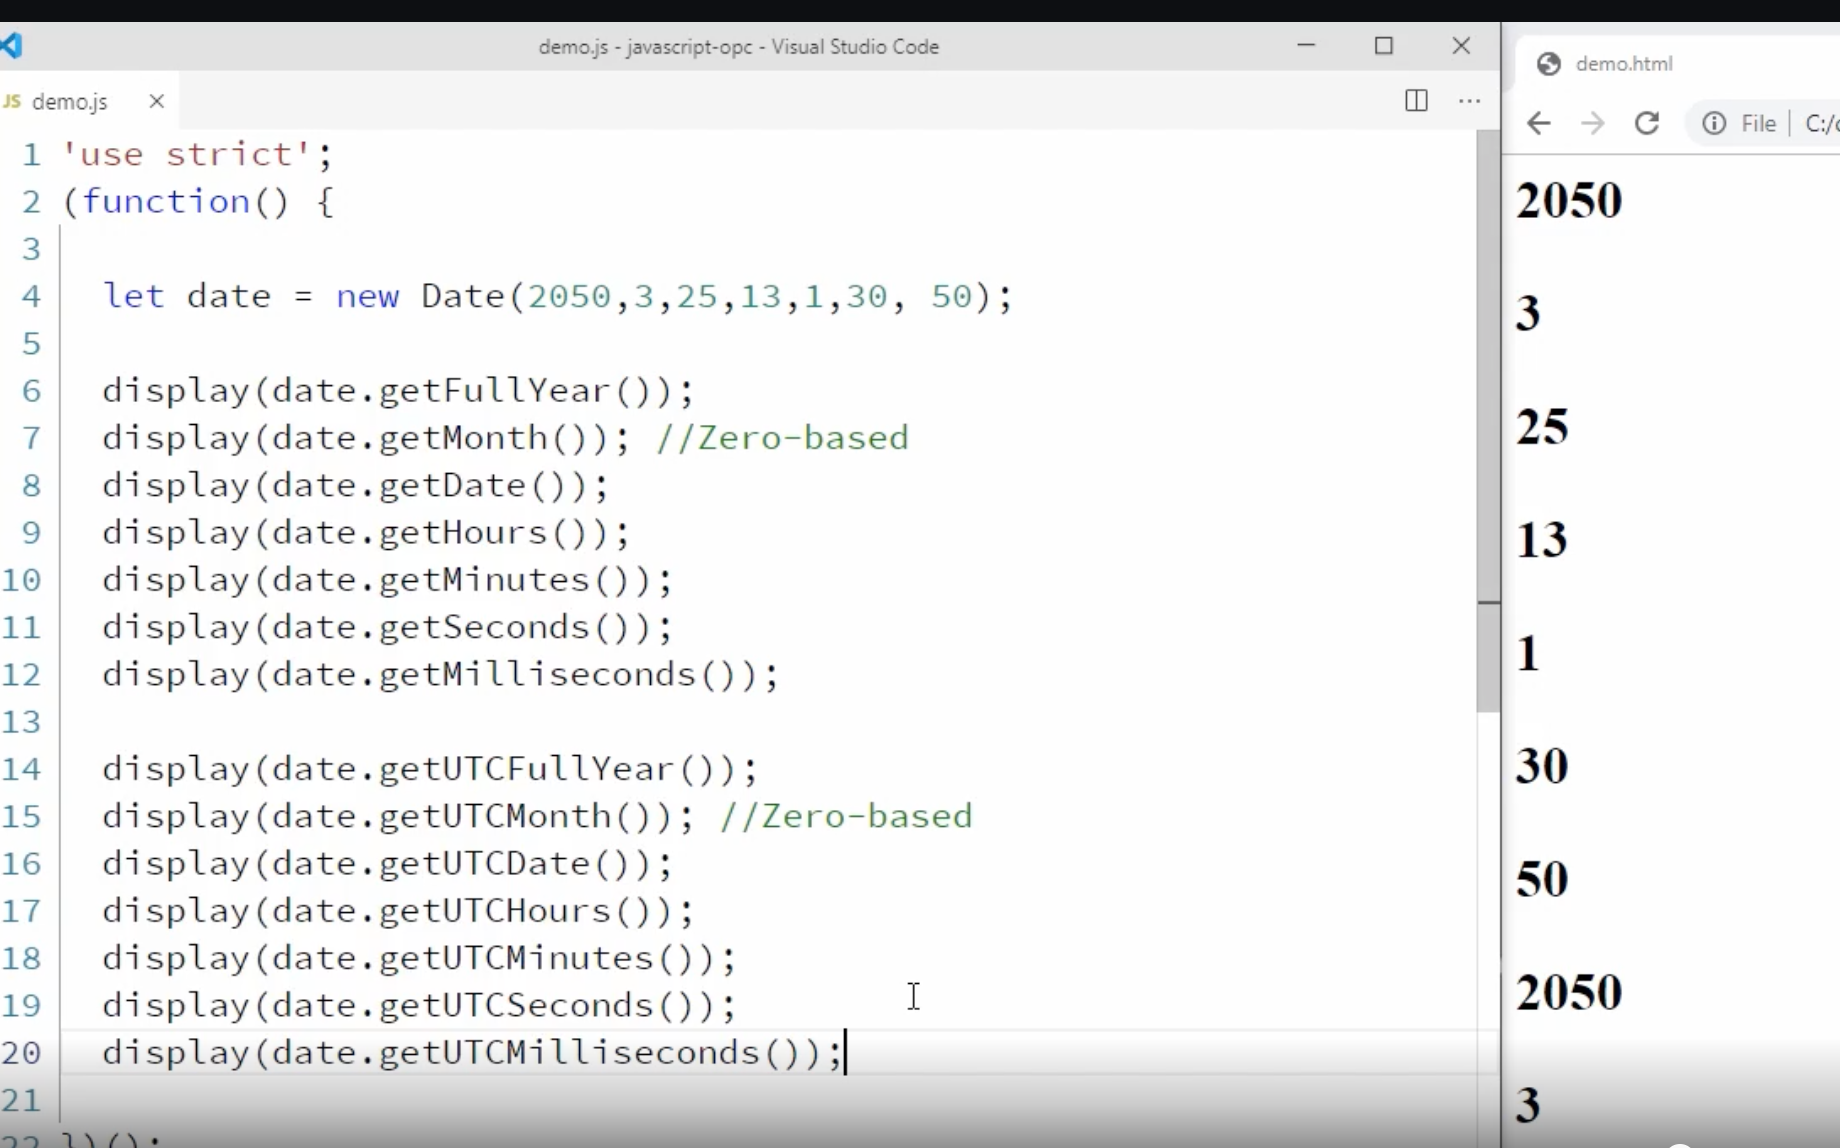 demo.js - javascript-opc - Visual Studio Code
JS demo.js
1 'use strict';
2 (function() {
3
4 let date = new Date(2050,3,25,13,1,30, 50);
5
6 display(date.getFullYear());
7 display(date.getMonth()); //Zero-based
8 display(date.getDate());
9 display(date.getHours());
10 display(date.getMinutes());
11 display(date.getSeconds());
12 display(date.getMilliseconds());
13
14 display(date.getUTCFullYear());
15 display(date.getUTCMonth()); //Zero-based
16 display(date.getUTCDate());
17 display(date.getUTCHours());
18 display(date.getUTCMinutes());
19 display(date.getUTCSeconds());
20 display(date.getUTCMilliseconds());
21
22 })();
demo.html
File C:/
2050
3
25
13
1
30
50
2050
3